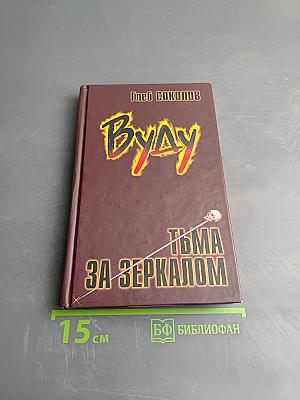 Глеб СОКОЛОВ
Вуду
ТЬМА
ЗА ЗЕРКАЛОМ
15 см
БФ БИБЛИОФАН